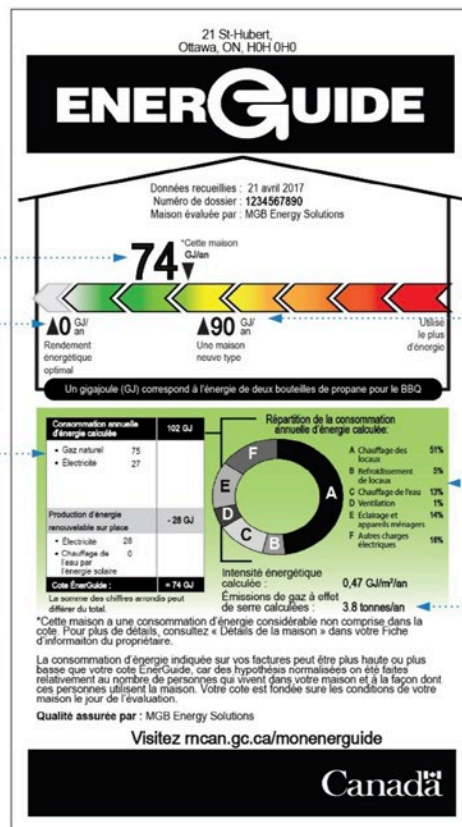 21 St-Hubert,
Ottawa, ON, H0H 0H0
ENERGUIDE
Données recueillies : 21 avril 2017
Numéro de dossier : 1234567890
Maison évaluée par : MGB Energy Solutions
*Cette maison
74 GJ/an
0 GJ/
an
Rendement
énergétique
optimal
90 GJ/
an
Une maison
neuve type
Utilisé
le plus
d'énergie
Un gigajoule (GJ) correspond à l'énergie de deux bouteilles de propane pour le BBQ
Consommation annuelle
d'énergie calculée 102 GJ
• Gaz naturel 75
• Électricité 27
Production d'énergie
renouvelable sur place - 28 GJ
• Électricité 28
• Chauffage de 0
l'eau par
l'énergie solaire
Cote ÉnerGuide : = 74 GJ
La somme des chiffres arrondis peut
différer du total.
Répartition de la consommation
annuelle d'énergie calculée:
F
E
D
C
B
A
A Chauffage des 51%
locaux
B Refroidissement 5%
de locaux
C Chauffage de l'eau 13%
D Ventilation 1%
E Éclairage et 14%
appareils ménagers
F Autres charges 16%
électriques
Intensité énergétique
calculée : 0,47 GJ/m²/an
Émissions de gaz à effet
de serre calculées : 3.8 tonnes/an
*Cette maison a une consommation d'énergie considérable non comprise dans la
cote. Pour plus de détails, consultez « Détails de la maison » dans votre Fiche
d'informaiton du propriétaire.
La consommation d'énergie indiquée sur vos factures peut être plus haute ou plus
basse que votre cote ÉnerGuide, car des hypothésis normalisées on été faites
relativement au nombre de personnes qui vivent dans votre maison et à la façon dont
ces personnes utilisent la maison. Votre cote est fondée sure les conditions de votre
maison le jour de l'évaluation.
Qualité assurée par : MGB Energy Solutions
Visitez rncan.gc.ca/monenerguide
Canada